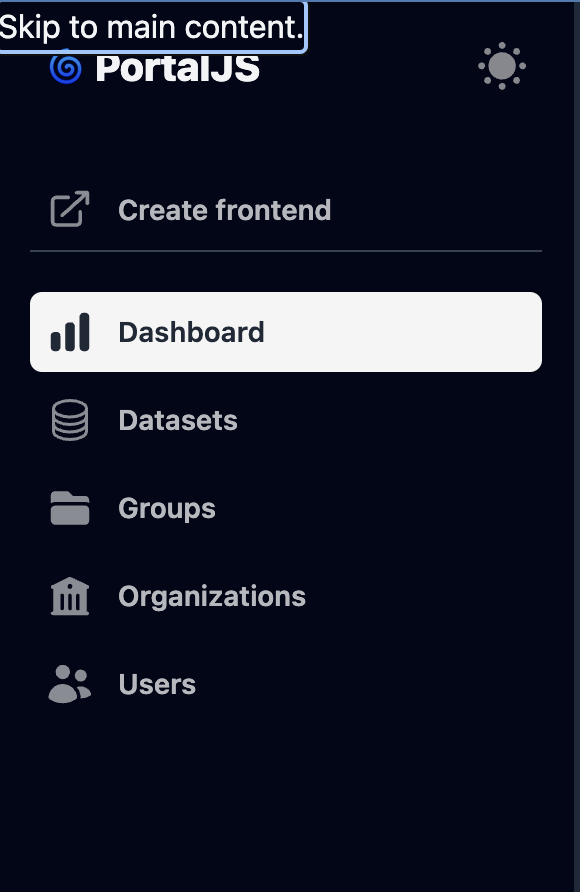 Skip to main content.
PortalJS
Create frontend
Dashboard
Datasets
Groups
Organizations
Users